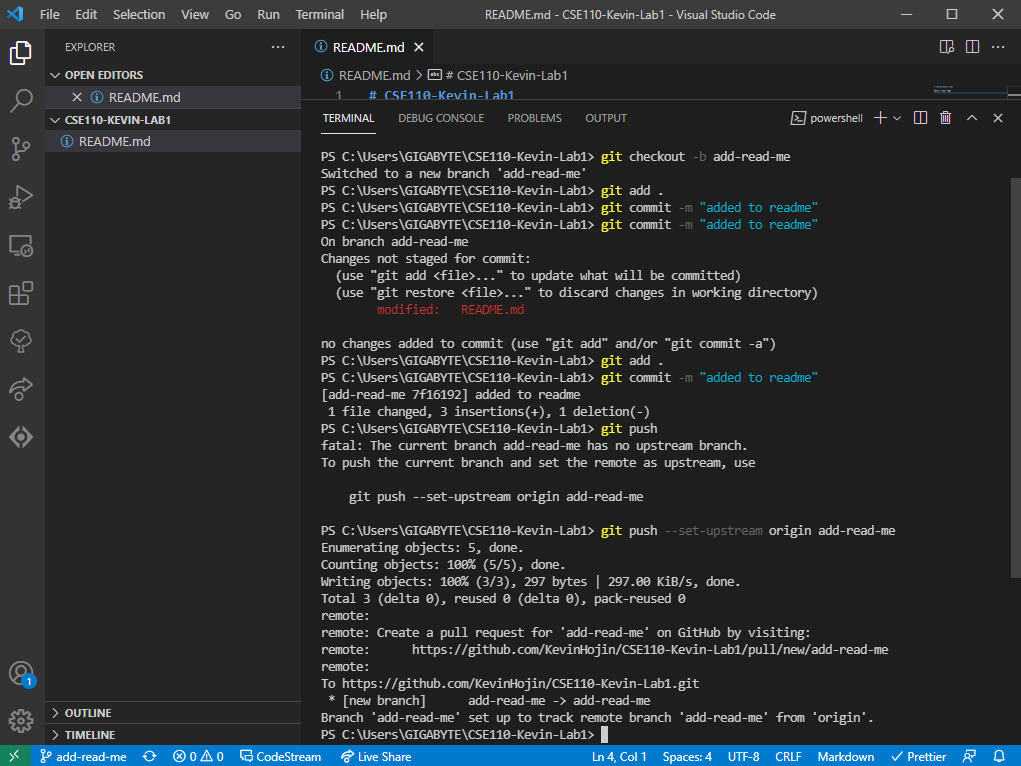 File Edit Selection View Go Run Terminal Help README.md - CSE110-Kevin-Lab1 - Visual Studio Code
EXPLORER
OPEN EDITORS
README.md
CSE110-KEVIN-LAB1
README.md
OUTLINE
TIMELINE
README.md
README.md > # CSE110-Kevin-Lab1
1 # CSE110-Kevin-Lab1
TERMINAL DEBUG CONSOLE PROBLEMS OUTPUT powershell
PS C:\Users\GIGABYTE\CSE110-Kevin-Lab1> git checkout -b add-read-me
Switched to a new branch 'add-read-me'
PS C:\Users\GIGABYTE\CSE110-Kevin-Lab1> git add .
PS C:\Users\GIGABYTE\CSE110-Kevin-Lab1> git commit -m "added to readme"
PS C:\Users\GIGABYTE\CSE110-Kevin-Lab1> git commit -m "added to readme"
On branch add-read-me
Changes not staged for commit:
  (use "git add <file>..." to update what will be committed)
  (use "git restore <file>..." to discard changes in working directory)
        modified:   README.md
no changes added to commit (use "git add" and/or "git commit -a")
PS C:\Users\GIGABYTE\CSE110-Kevin-Lab1> git add .
PS C:\Users\GIGABYTE\CSE110-Kevin-Lab1> git commit -m "added to readme"
[add-read-me 7f16192] added to readme
 1 file changed, 3 insertions(+), 1 deletion(-)
PS C:\Users\GIGABYTE\CSE110-Kevin-Lab1> git push
fatal: The current branch add-read-me has no upstream branch.
To push the current branch and set the remote as upstream, use
    git push --set-upstream origin add-read-me
PS C:\Users\GIGABYTE\CSE110-Kevin-Lab1> git push --set-upstream origin add-read-me
Enumerating objects: 5, done.
Counting objects: 100% (5/5), done.
Writing objects: 100% (3/3), 297 bytes | 297.00 KiB/s, done.
Total 3 (delta 0), reused 0 (delta 0), pack-reused 0
remote:
remote: Create a pull request for 'add-read-me' on GitHub by visiting:
remote:      https://github.com/KevinHojin/CSE110-Kevin-Lab1/pull/new/add-read-me
remote:
To https://github.com/KevinHojin/CSE110-Kevin-Lab1.git
 * [new branch]      add-read-me -> add-read-me
Branch 'add-read-me' set up to track remote branch 'add-read-me' from 'origin'.
PS C:\Users\GIGABYTE\CSE110-Kevin-Lab1>
1
add-read-me 0 0 CodeStream Live Share Ln 4, Col 1 Spaces: 4 UTF-8 CRLF Markdown Prettier